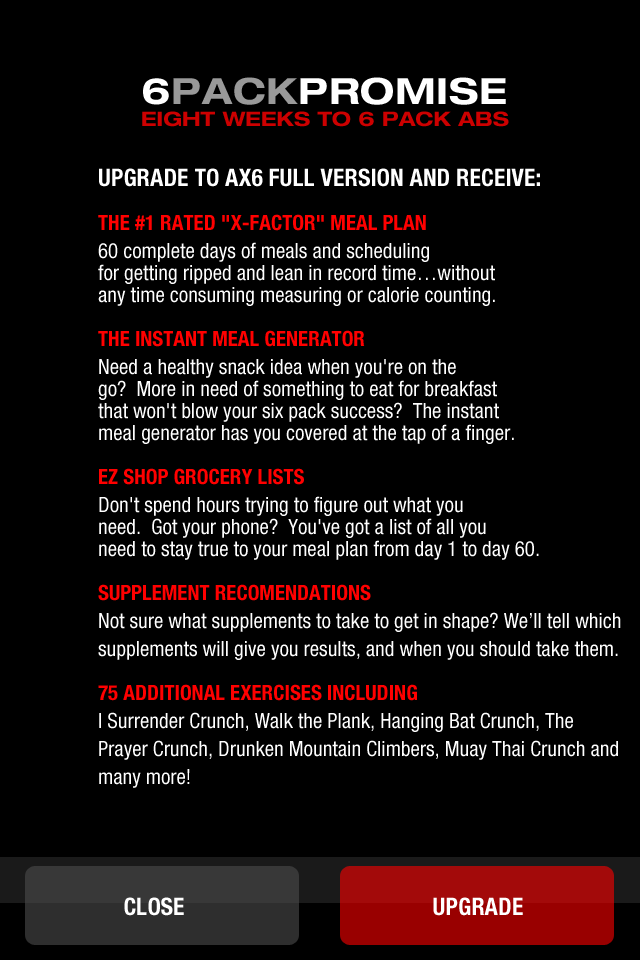 6PACKPROMISE
EIGHT WEEKS TO 6 PACK ABS
UPGRADE TO AX6 FULL VERSION AND RECEIVE:
THE #1 RATED "X-FACTOR" MEAL PLAN
60 complete days of meals and scheduling
for getting ripped and lean in record time…without
any time consuming measuring or calorie counting.
THE INSTANT MEAL GENERATOR
Need a healthy snack idea when you're on the
go?  More in need of something to eat for breakfast
that won't blow your six pack success?  The instant
meal generator has you covered at the tap of a finger.
EZ SHOP GROCERY LISTS
Don't spend hours trying to figure out what you
need.  Got your phone?  You've got a list of all you
need to stay true to your meal plan from day 1 to day 60.
SUPPLEMENT RECOMENDATIONS
Not sure what supplements to take to get in shape? We’ll tell which
supplements will give you results, and when you should take them.
75 ADDITIONAL EXERCISES INCLUDING
I Surrender Crunch, Walk the Plank, Hanging Bat Crunch, The
Prayer Crunch, Drunken Mountain Climbers, Muay Thai Crunch and
many more!
CLOSE
UPGRADE